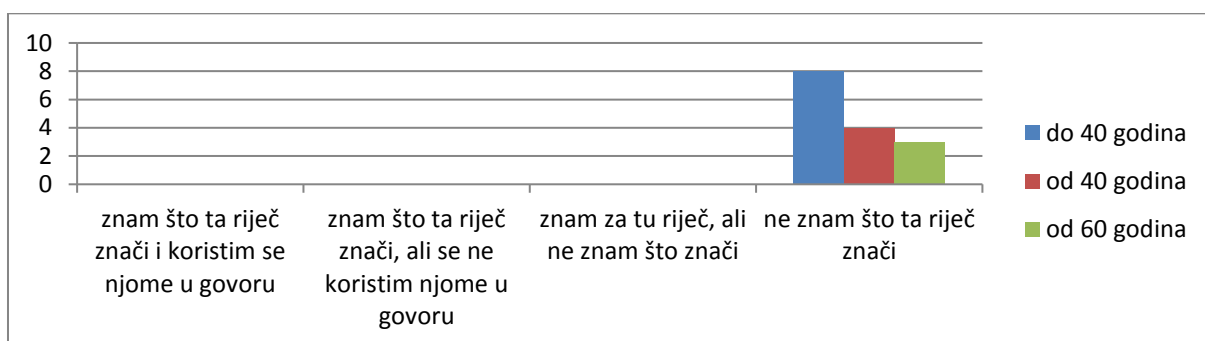 10
8
6
4
2
0
znam što ta riječ
znači i koristim se
njome u govoru
znam što ta riječ
znači, ali se ne
koristim njome u
govoru
znam za tu riječ, ali
ne znam što znači
ne znam što ta riječ
znači
do 40 godina
od 40 godina
od 60 godina